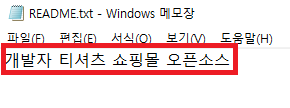 README.txt - Windows 메모장
파일(F) 편집(E) 서식(O) 보기(V) 도움말(H)
개발자 티셔츠 쇼핑몰 오픈소스